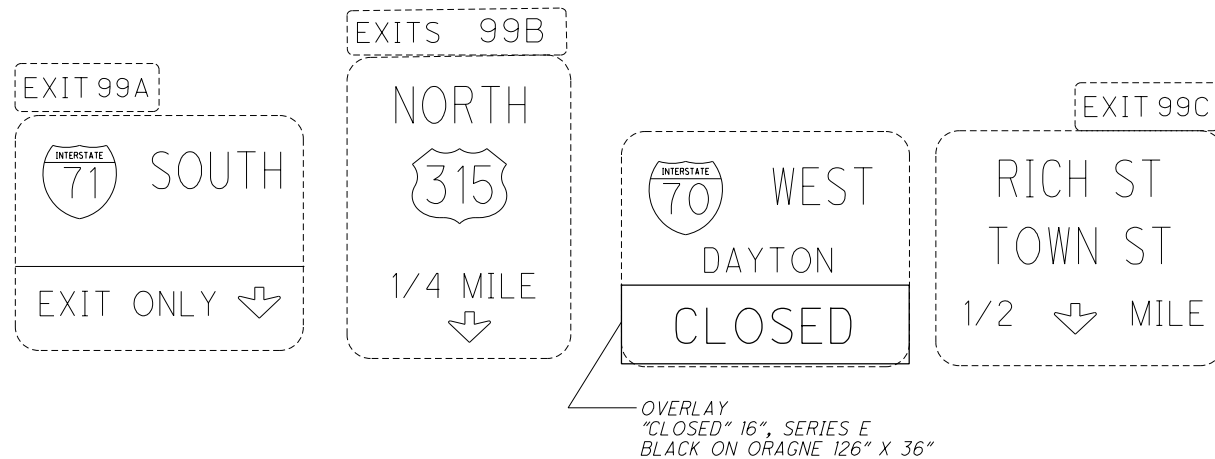 EXIT 99A
INTERSTATE
71
SOUTH
EXIT ONLY
EXITS 99B
NORTH
315
1/4 MILE
INTERSTATE
70
WEST
DAYTON
CLOSED
EXIT 99C
RICH ST
TOWN ST
1/2 MILE
OVERLAY
"CLOSED" 16", SERIES E
BLACK ON ORAGNE 126" X 36"